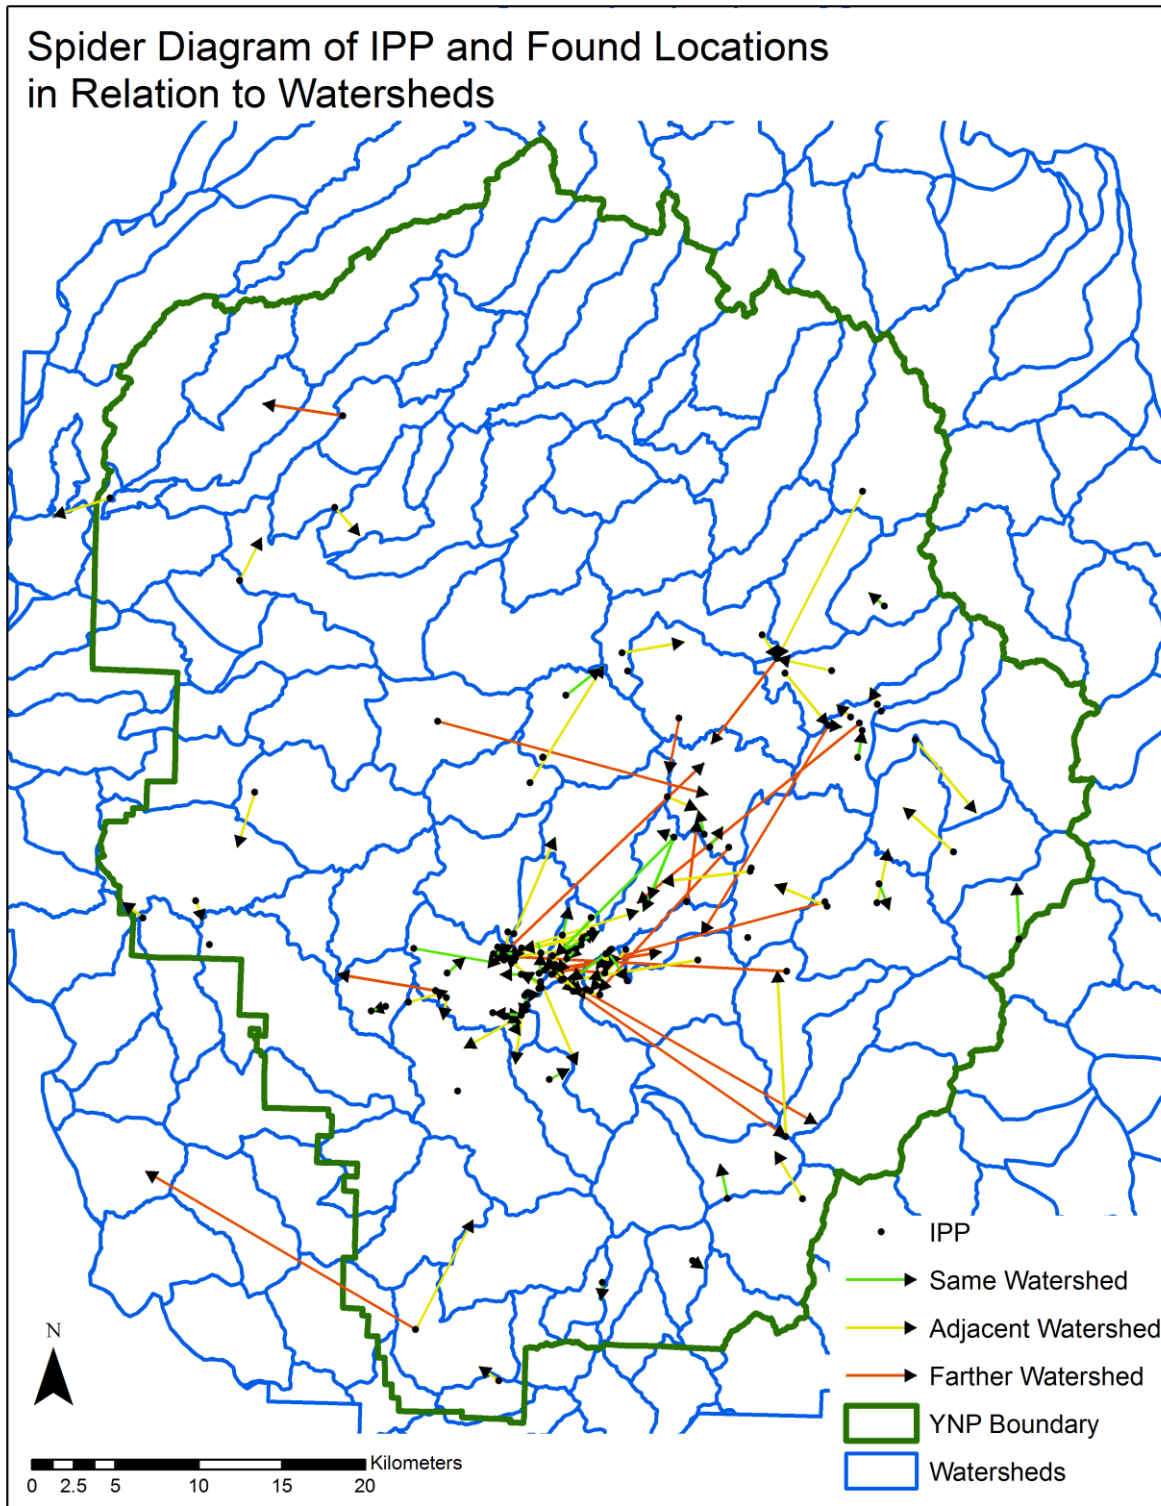 Spider Diagram of IPP and Found Locations
in Relation to Watersheds
IPP
Same Watershed
Adjacent Watershed
Farther Watershed
YNP Boundary
Watersheds
N
Kilometers
0 2.5 5 10 15 20